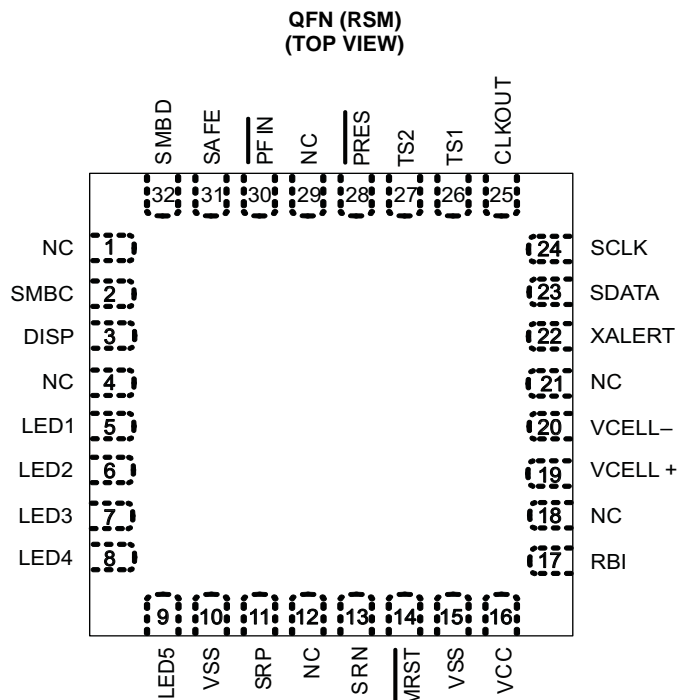 QFN (RSM)
(TOP VIEW)
SMBD
SAFE
PFIN
NC
PRES
TS2
TS1
CLKOUT
32 31 30 29 28 27 26 25
NC 1
SMBC 2
DISP 3
NC 4
LED1 5
LED2 6
LED3 7
LED4 8
24 SCLK
23 SDATA
22 XALERT
21 NC
20 VCELL–
19 VCELL +
18 NC
17 RBI
9 10 11 12 13 14 15 16
LED5
VSS
SRP
NC
SRN
MRST
VSS
VCC